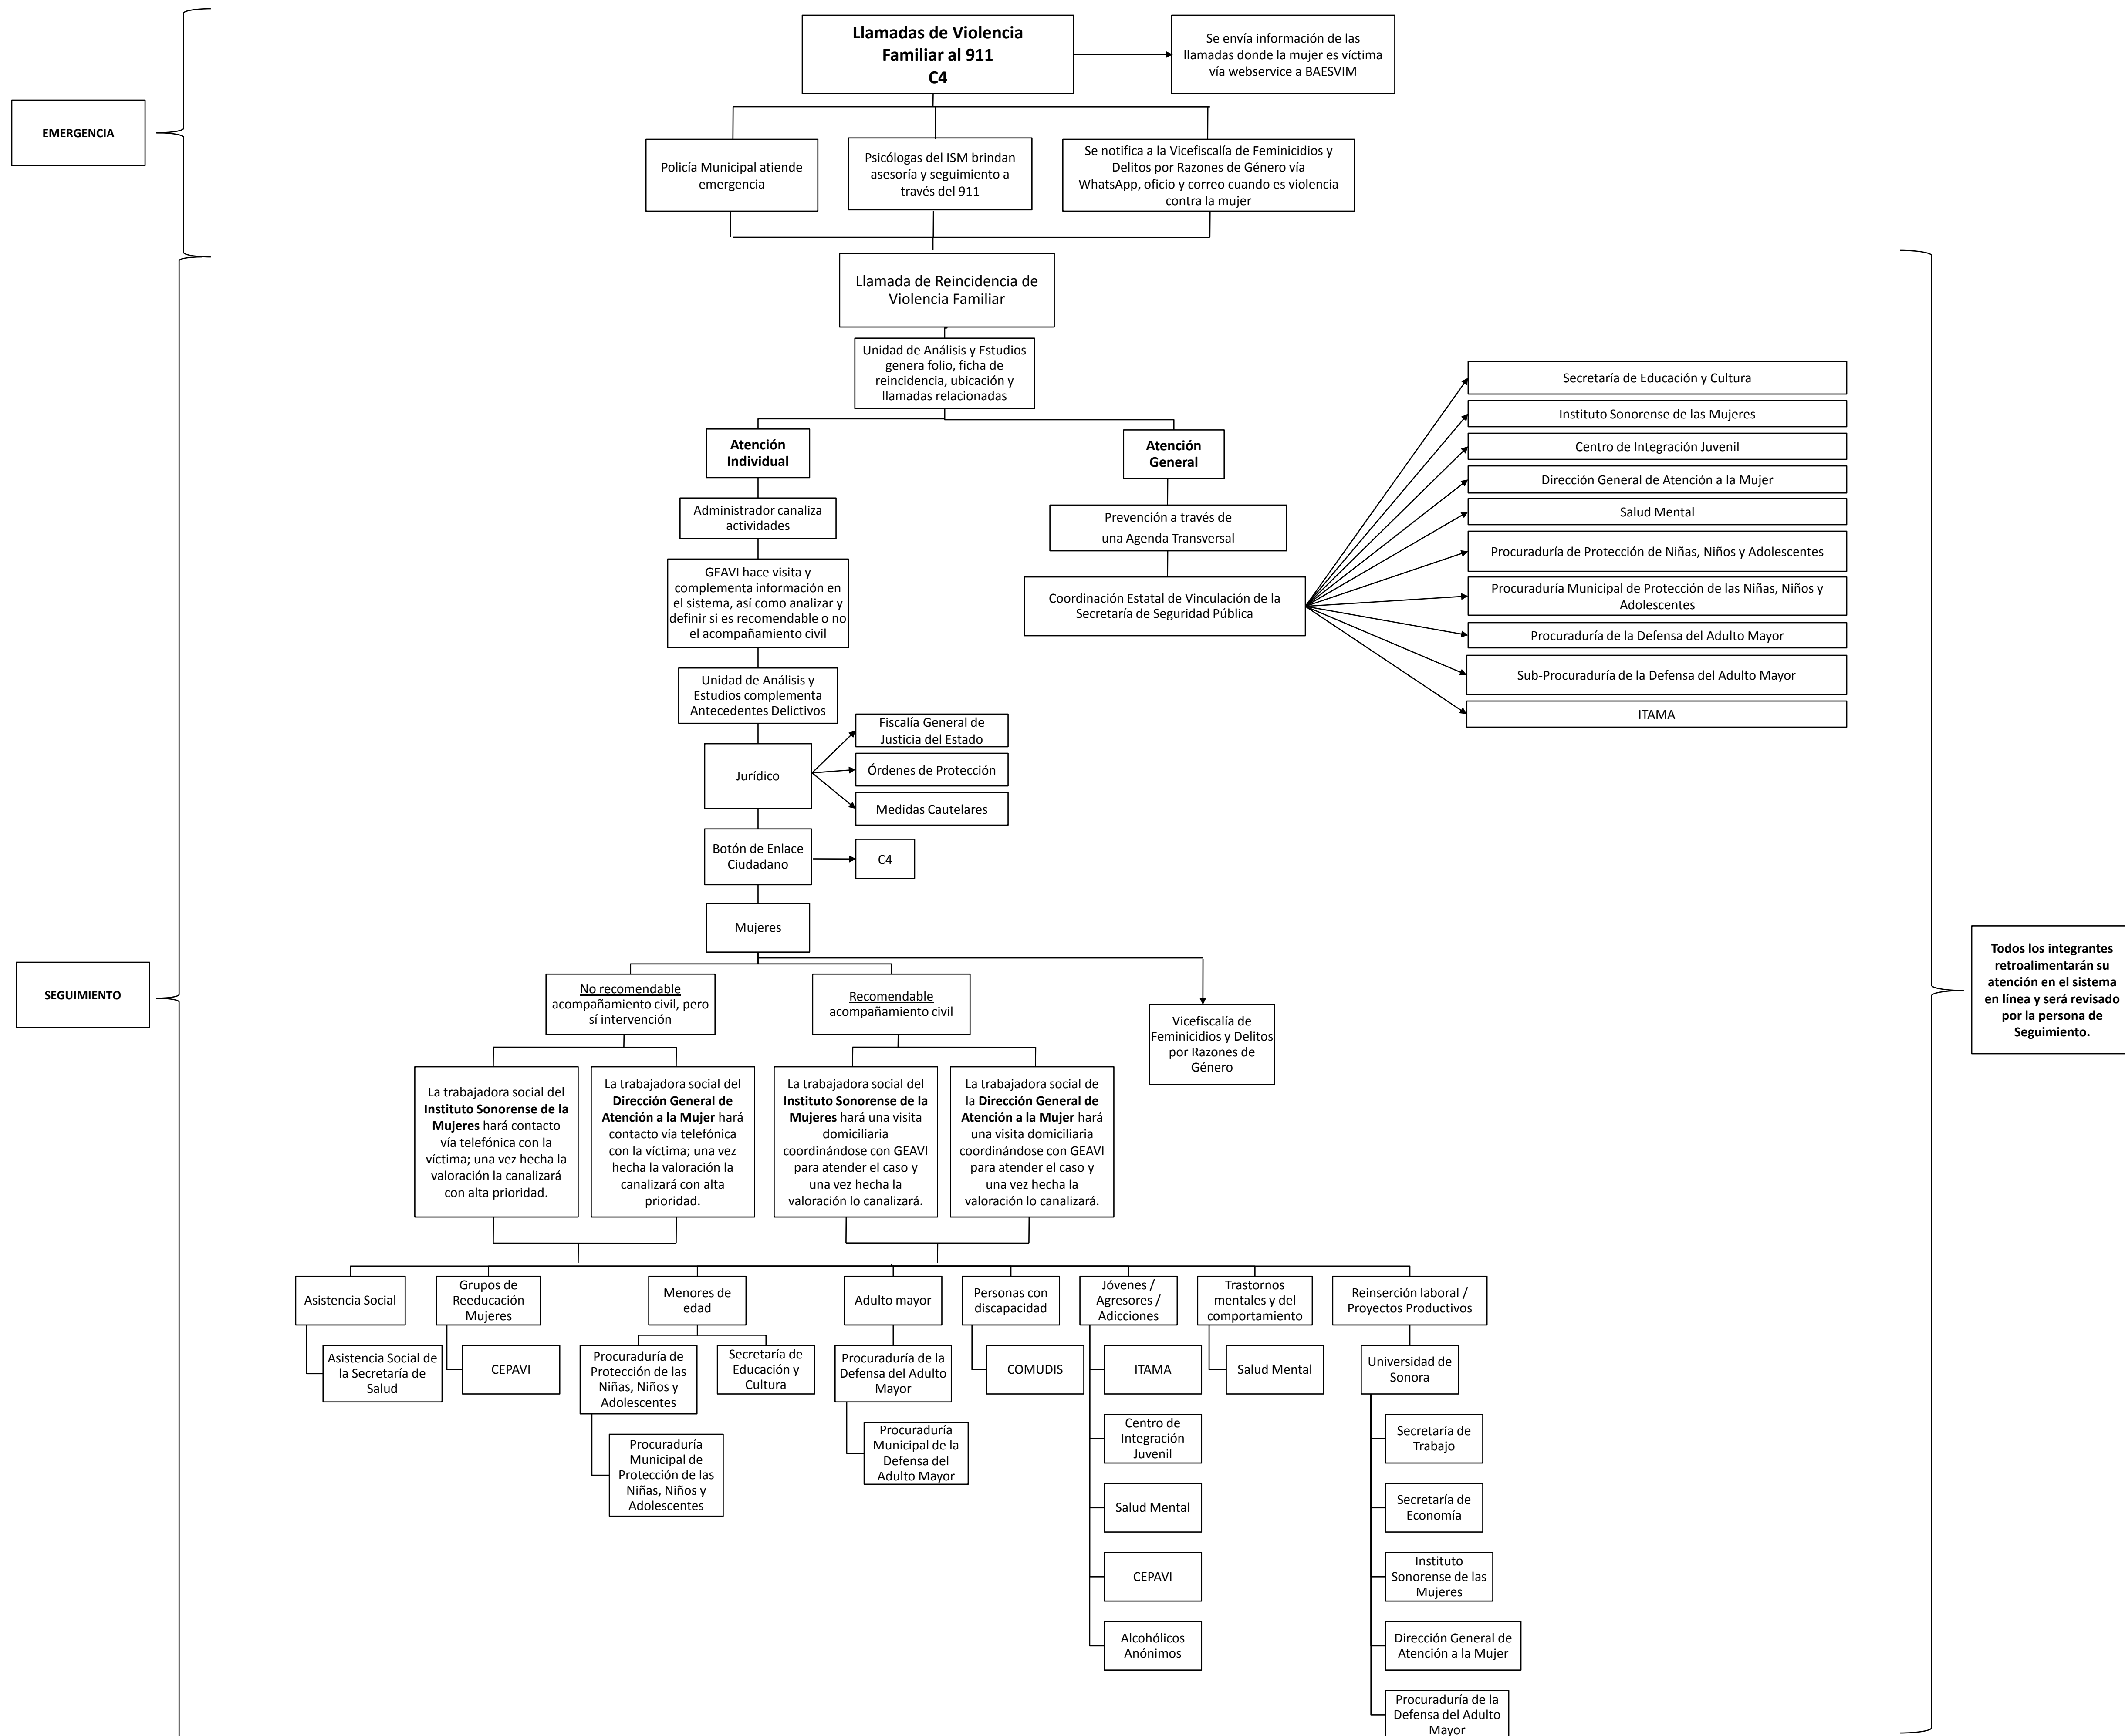 Llamadas de Violencia
Familiar al 911
C4
Se envía información de las
llamadas donde la mujer es víctima
vía webservice a BAESVIM
EMERGENCIA
Policía Municipal atiende
emergencia
Psicólogas del ISM brindan
asesoría y seguimiento a
través del 911
Se notifica a la Vicefiscalía de Feminicidios y
Delitos por Razones de Género vía
WhatsApp, oficio y correo cuando es violencia
contra la mujer
Llamada de Reincidencia de
Violencia Familiar
Unidad de Análisis y Estudios
genera folio, ficha de
reincidencia, ubicación y
llamadas relacionadas
Atención
Individual
Atención
General
Administrador canaliza
actividades
Prevención a través de
una Agenda Transversal
GEAVI hace visita y
complementa información en
el sistema, así como analizar y
definir si es recomendable o no
el acompañamiento civil
Coordinación Estatal de Vinculación de la
Secretaría de Seguridad Pública
Secretaría de Educación y Cultura
Instituto Sonorense de las Mujeres
Centro de Integración Juvenil
Dirección General de Atención a la Mujer
Salud Mental
Procuraduría de Protección de Niñas, Niños y Adolescentes
Procuraduría Municipal de Protección de las Niñas, Niños y
Adolescentes
Procuraduría de la Defensa del Adulto Mayor
Sub-Procuraduría de la Defensa del Adulto Mayor
ITAMA
Unidad de Análisis y
Estudios complementa
Antecedentes Delictivos
Jurídico
Fiscalía General de
Justicia del Estado
Órdenes de Protección
Medidas Cautelares
Botón de Enlace
Ciudadano
C4
Mujeres
SEGUIMIENTO
No recomendable
acompañamiento civil, pero
sí intervención
Recomendable
acompañamiento civil
Vicefiscalía de
Feminicidios y Delitos
por Razones de
Género
Todos los integrantes
retroalimentarán su
atención en el sistema
en línea y será revisado
por la persona de
Seguimiento.
La trabajadora social del
Instituto Sonorense de la
Mujeres hará contacto
vía telefónica con la
víctima; una vez hecha la
valoración la canalizará
con alta prioridad.
La trabajadora social del
Dirección General de
Atención a la Mujer hará
contacto vía telefónica
con la víctima; una vez
hecha la valoración la
canalizará con alta
prioridad.
La trabajadora social del
Instituto Sonorense de la
Mujeres hará una visita
domiciliaria
coordinándose con GEAVI
para atender el caso y
una vez hecha la
valoración lo canalizará.
La trabajadora social de
la Dirección General de
Atención a la Mujer hará
una visita domiciliaria
coordinándose con GEAVI
para atender el caso y
una vez hecha la
valoración lo canalizará.
Asistencia Social
Grupos de
Reeducación
Mujeres
Menores de
edad
Adulto mayor
Personas con
discapacidad
Jóvenes /
Agresores /
Adicciones
Trastornos
mentales y del
comportamiento
Reinserción laboral /
Proyectos Productivos
Asistencia Social de
la Secretaría de
Salud
CEPAVI
Procuraduría de
Protección de las
Niñas, Niños y
Adolescentes
Secretaría de
Educación y
Cultura
Procuraduría de la
Defensa del Adulto
Mayor
COMUDIS
ITAMA
Salud Mental
Universidad de
Sonora
Procuraduría
Municipal de
Protección de las
Niñas, Niños y
Adolescentes
Procuraduría
Municipal de la
Defensa del
Adulto Mayor
Centro de
Integración
Juvenil
Secretaría de
Trabajo
Salud Mental
Secretaría de
Economía
CEPAVI
Instituto
Sonorense de las
Mujeres
Alcohólicos
Anónimos
Dirección General de
Atención a la Mujer
Procuraduría de la
Defensa del Adulto
Mayor